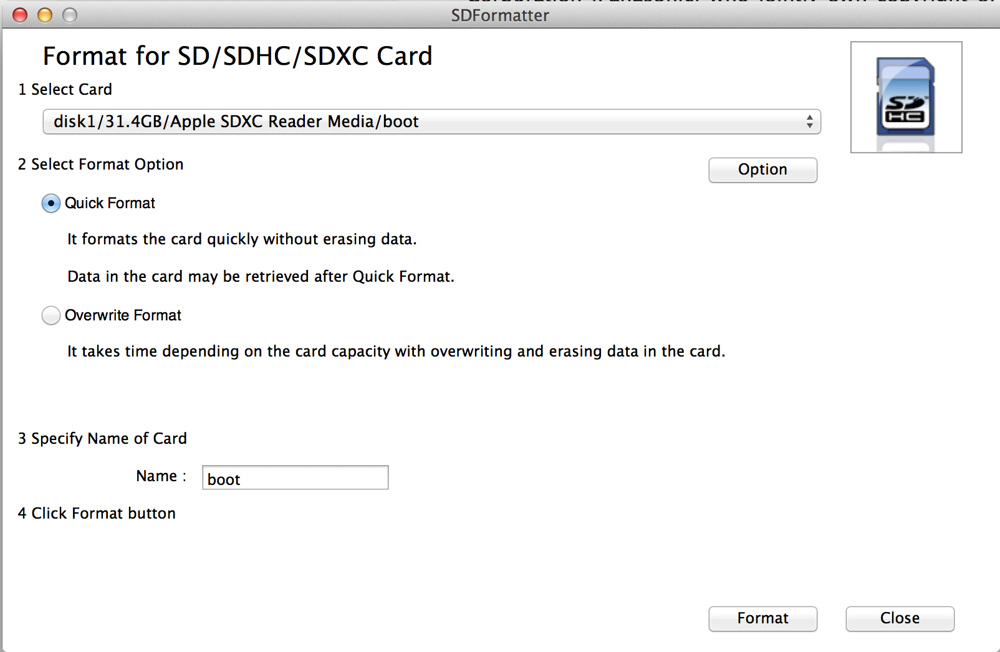 SDFormatter
Format for SD/SDHC/SDXC Card
1 Select Card
disk1/31.4GB/Apple SDXC Reader Media/boot
SD
HC
2 Select Format Option
Option
Quick Format
It formats the card quickly without erasing data.
Data in the card may be retrieved after Quick Format.
Overwrite Format
It takes time depending on the card capacity with overwriting and erasing data in the card.
3 Specify Name of Card
Name :
boot
4 Click Format button
Format
Close